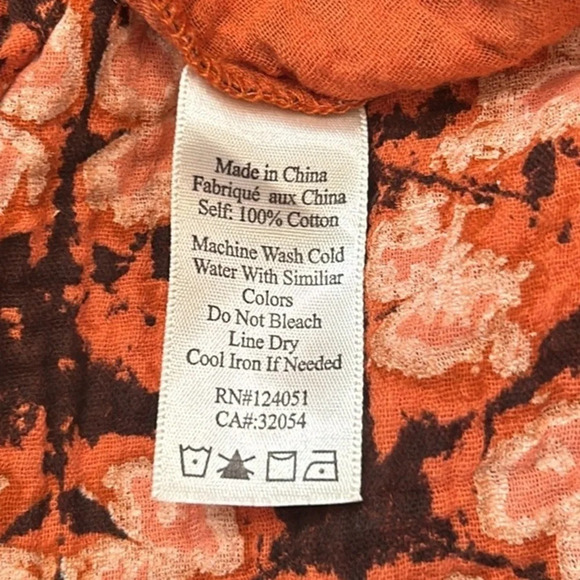 Made in China
Fabriqué aux China
Self: 100% Cotton
Machine Wash Cold
Water With Similiar
Colors
Do Not Bleach
Line Dry
Cool Iron If Needed
RN#124051
CA#:32054